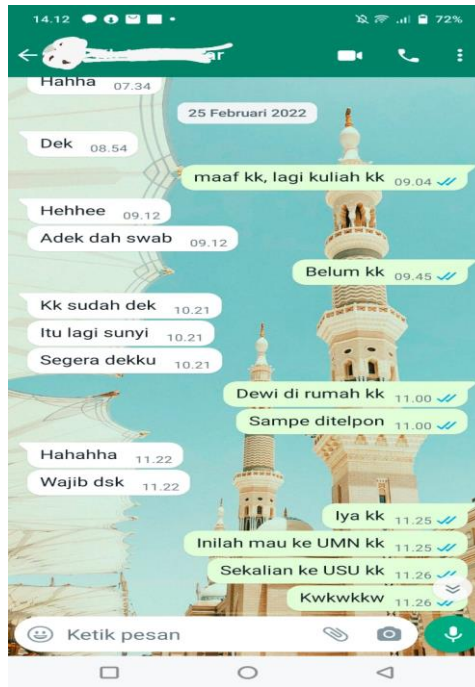 14.12 72%
ar
Hahha 07.34
25 Februari 2022
Dek 08.54
maaf kk, lagi kuliah kk 09.04
Hehhee 09.12
Adek dah swab 09.12
Belum kk 09.45
Kk sudah dek 10.21
Itu lagi sunyi 10.21
Segera dekku 10.21
Dewi di rumah kk 11.00
Sampe ditelpon 11.00
Hahahha 11.22
Wajib dsk 11.22
Iya kk 11.25
Inilah mau ke UMN kk 11.25
Sekalian ke USU kk 11.26
Kwkwkkw 11.26
Ketik pesan